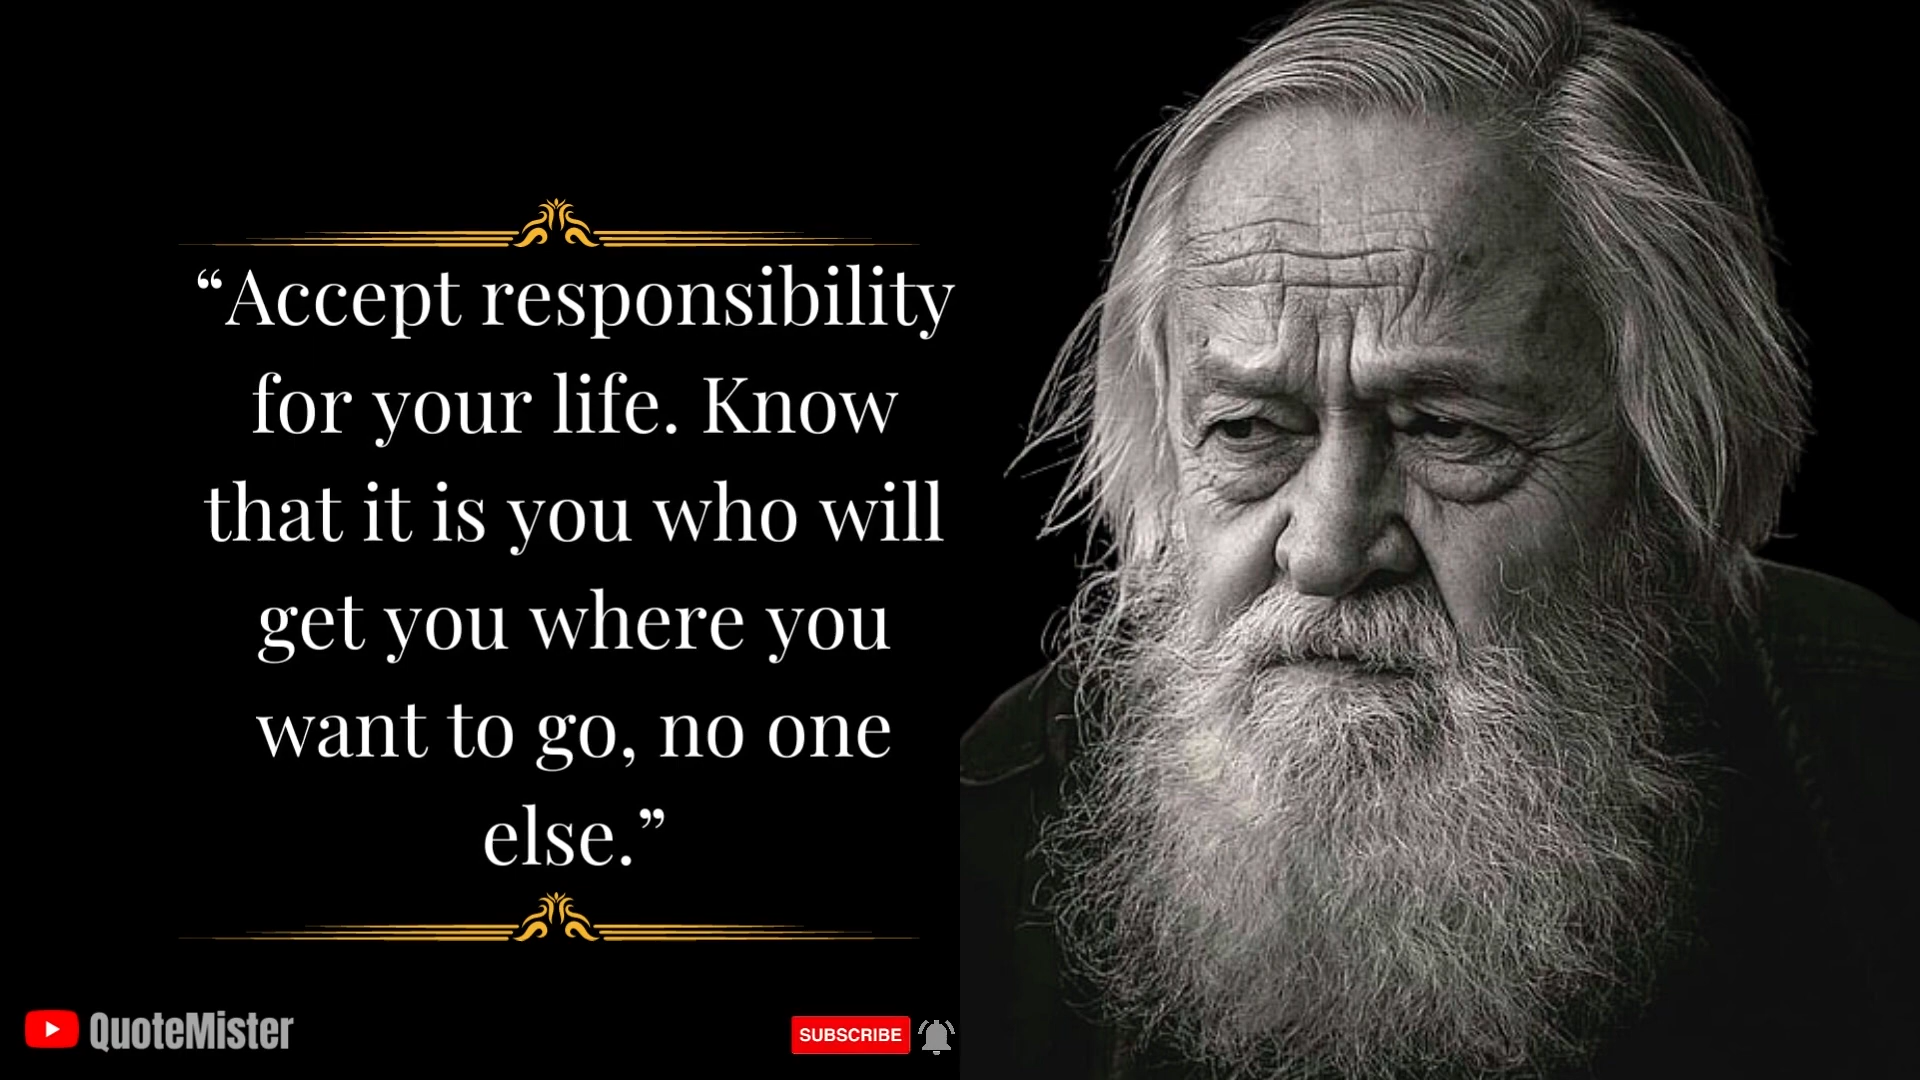 “Accept responsibility
for your life. Know
that it is you who will
get you where you
want to go, no one
else.”
QuoteMister
SUBSCRIBE